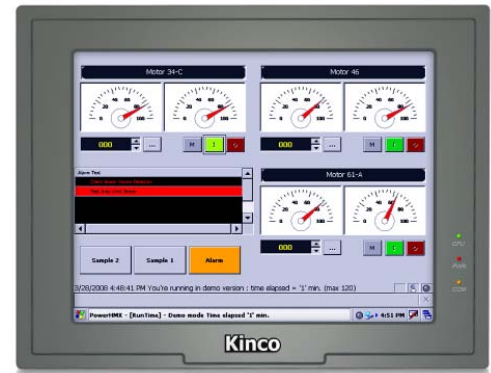 Motor 34-C
Motor 46
000
...
M
I
000
...
M
I
Alarm Text
Motor 61-A
000
...
M
I
Sample 2
Sample 1
Alarm
3/28/2008 4:48:41 PM You're running in demo version : time elapsed = '1' min. (max 120)
PowerHMX - [RunTime] - Demo mode Time elapsed '1' min.
4:51 PM
CPU
PWR
COM
Kinco